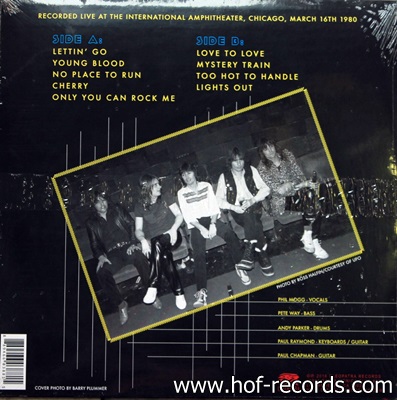 RECORDED LIVE AT THE INTERNATIONAL AMPHITHEATER, CHICAGO, MARCH 16TH 1980
SIDE A:
LETTIN' GO
YOUNG BLOOD
NO PLACE TO RUN
CHERRY
ONLY YOU CAN ROCK ME
SIDE B:
LOVE TO LOVE
MYSTERY TRAIN
TOO HOT TO HANDLE
LIGHTS OUT
PHOTO BY ROSS HALFIN/COURTESY OF UFO
PHIL MOGG - VOCALS
PETE WAY - BASS
ANDY PARKER - DRUMS
PAUL RAYMOND - KEYBOARDS / GUITAR
PAUL CHAPMAN - GUITAR
COVER PHOTO BY BARRY PLUMMER
CLEOPATRA RECORDS
www.hof-records.com